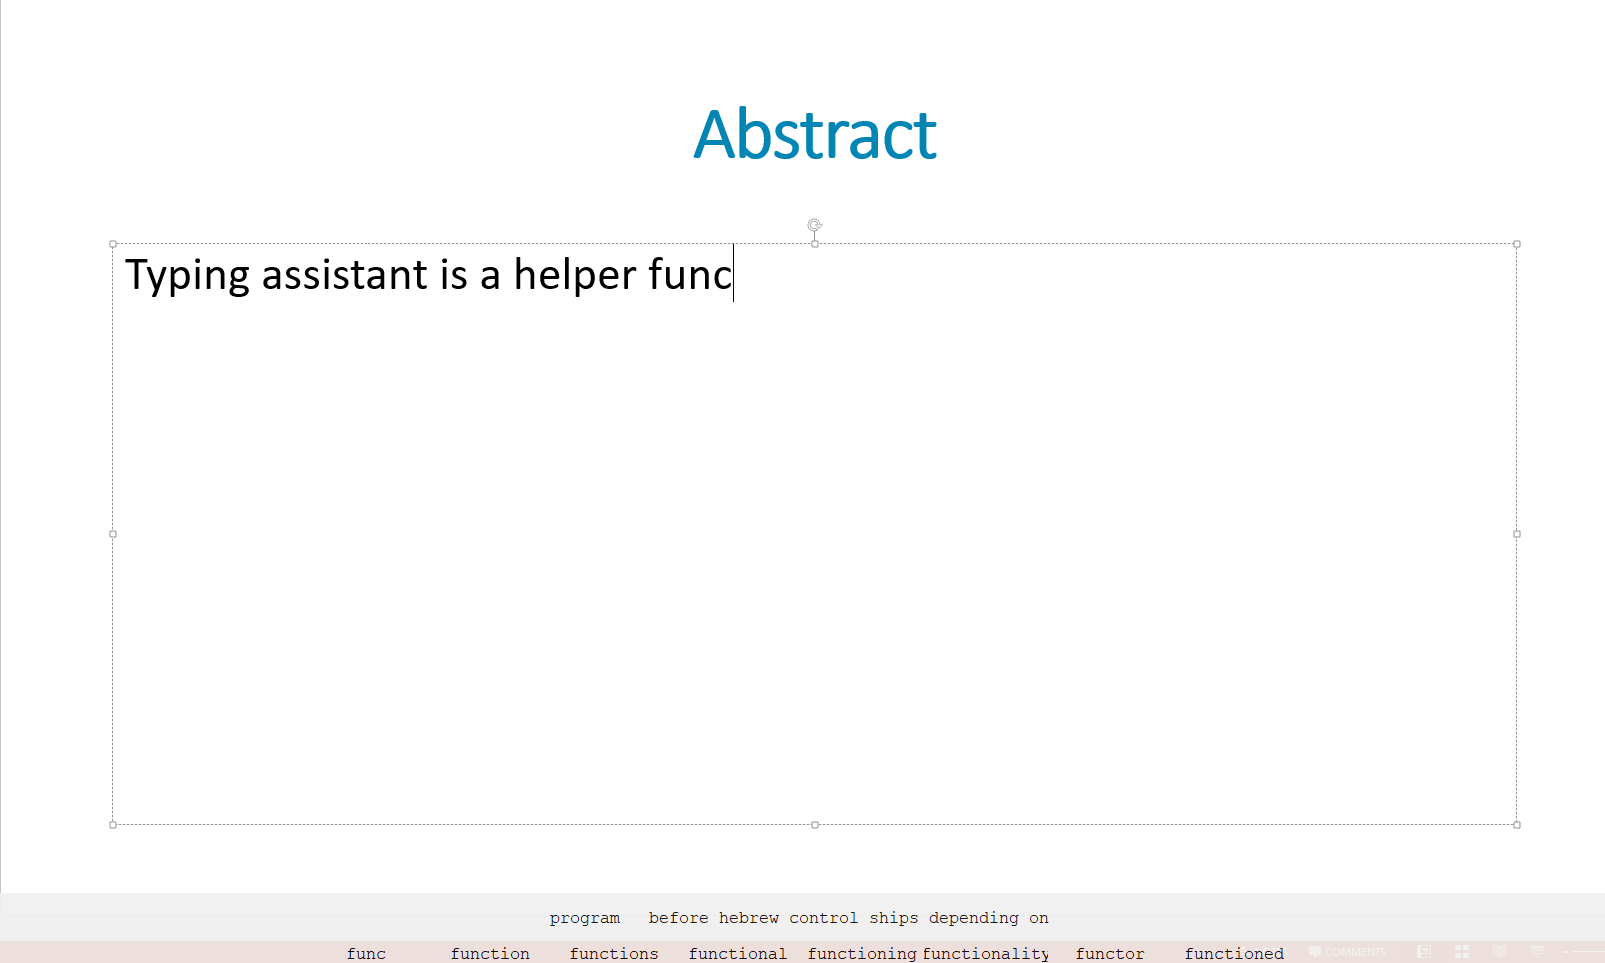 Abstract
Typing assistant is a helper func
program before hebrew control ships depending on
func function functions functional functioning functionality functor functioned
COMMENTS